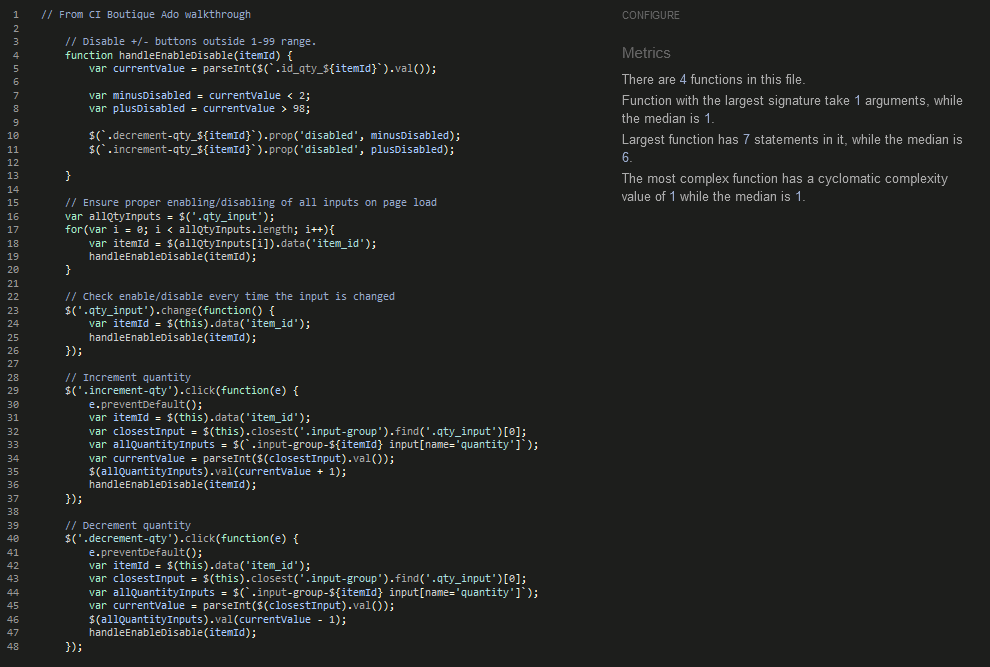 1 // From CI Boutique Ado walkthrough
2
3 // Disable +/- buttons outside 1-99 range.
4 function handleEnableDisable(itemId) {
5 var currentValue = parseInt($(`.id_qty_${itemId}`).val());
6
7 var minusDisabled = currentValue < 2;
8 var plusDisabled = currentValue > 98;
9
10 $(`.decrement-qty_${itemId}`).prop('disabled', minusDisabled);
11 $(`.increment-qty_${itemId}`).prop('disabled', plusDisabled);
12
13 }
14
15 // Ensure proper enabling/disabling of all inputs on page load
16 var allQtyInputs = $('.qty_input');
17 for(var i = 0; i < allQtyInputs.length; i++){
18 var itemId = $(allQtyInputs[i]).data('item_id');
19 handleEnableDisable(itemId);
20 }
21
22 // Check enable/disable every time the input is changed
23 $('.qty_input').change(function() {
24 var itemId = $(this).data('item_id');
25 handleEnableDisable(itemId);
26 });
27
28 // Increment quantity
29 $('.increment-qty').click(function(e) {
30 e.preventDefault();
31 var itemId = $(this).data('item_id');
32 var closestInput = $(this).closest('.input-group').find('.qty_input')[0];
33 var allQuantityInputs = $(`.input-group-${itemId} input[name='quantity']`);
34 var currentValue = parseInt($(closestInput).val());
35 $(allQuantityInputs).val(currentValue + 1);
36 handleEnableDisable(itemId);
37 });
38
39 // Decrement quantity
40 $('.decrement-qty').click(function(e) {
41 e.preventDefault();
42 var itemId = $(this).data('item_id');
43 var closestInput = $(this).closest('.input-group').find('.qty_input')[0];
44 var allQuantityInputs = $(`.input-group-${itemId} input[name='quantity']`);
45 var currentValue = parseInt($(closestInput).val());
46 $(allQuantityInputs).val(currentValue - 1);
47 handleEnableDisable(itemId);
48 });
CONFIGURE
Metrics
There are 4 functions in this file.
Function with the largest signature take 1 arguments, while
the median is 1.
Largest function has 7 statements in it, while the median is
6.
The most complex function has a cyclomatic complexity
value of 1 while the median is 1.